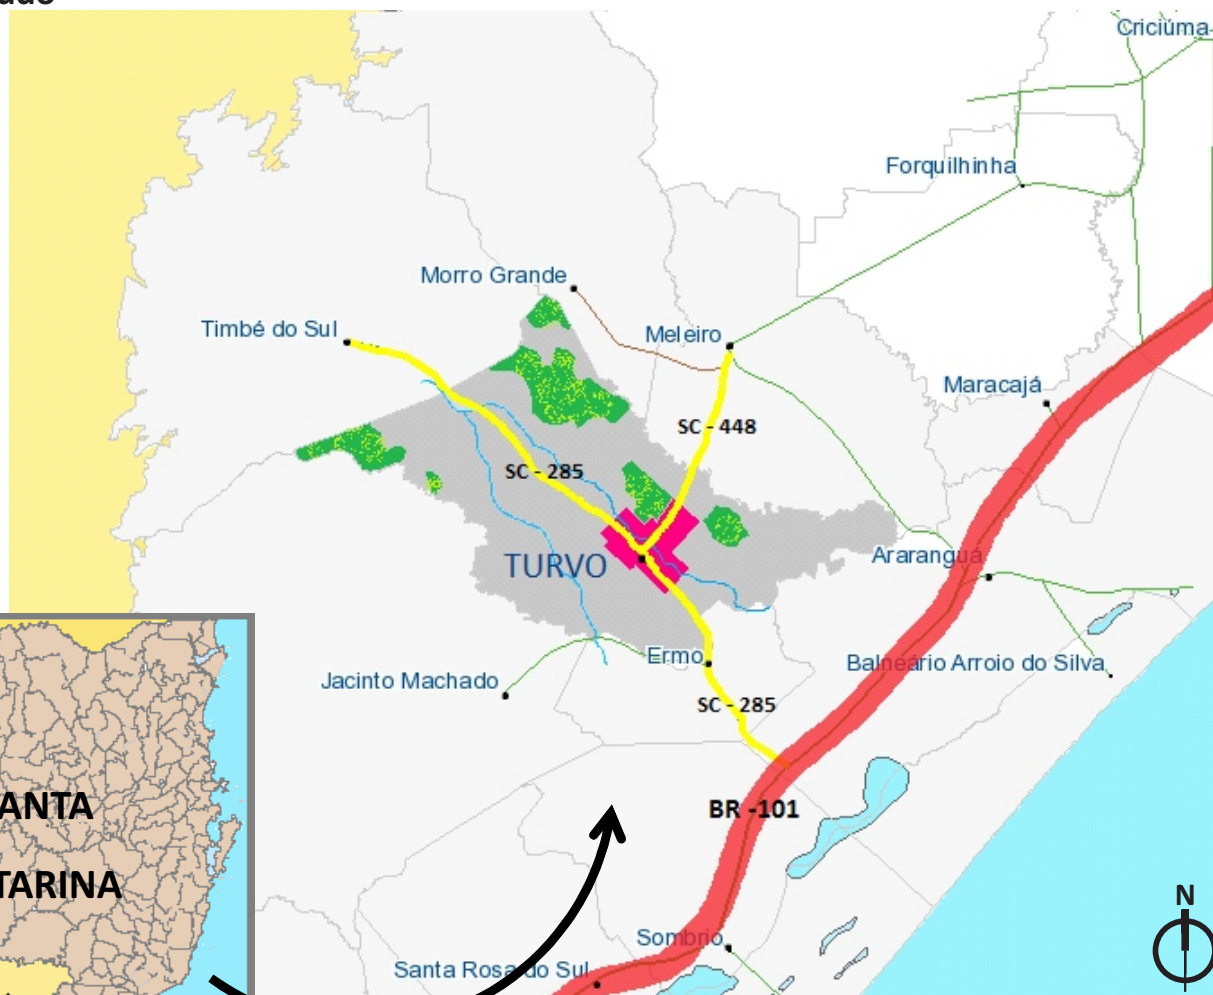 Criciúma
Forquilhinha
Morro Grande
Timbé do Sul
Meleiro
Maracajá
SC - 448
SC - 285
Araranguá
TURVO
Ermo
Balneário Arroio do Silva
Jacinto Machado
SC - 285
ANTA
BR -101
TARINA
N
Sombrio
Santa Rosa do Sul